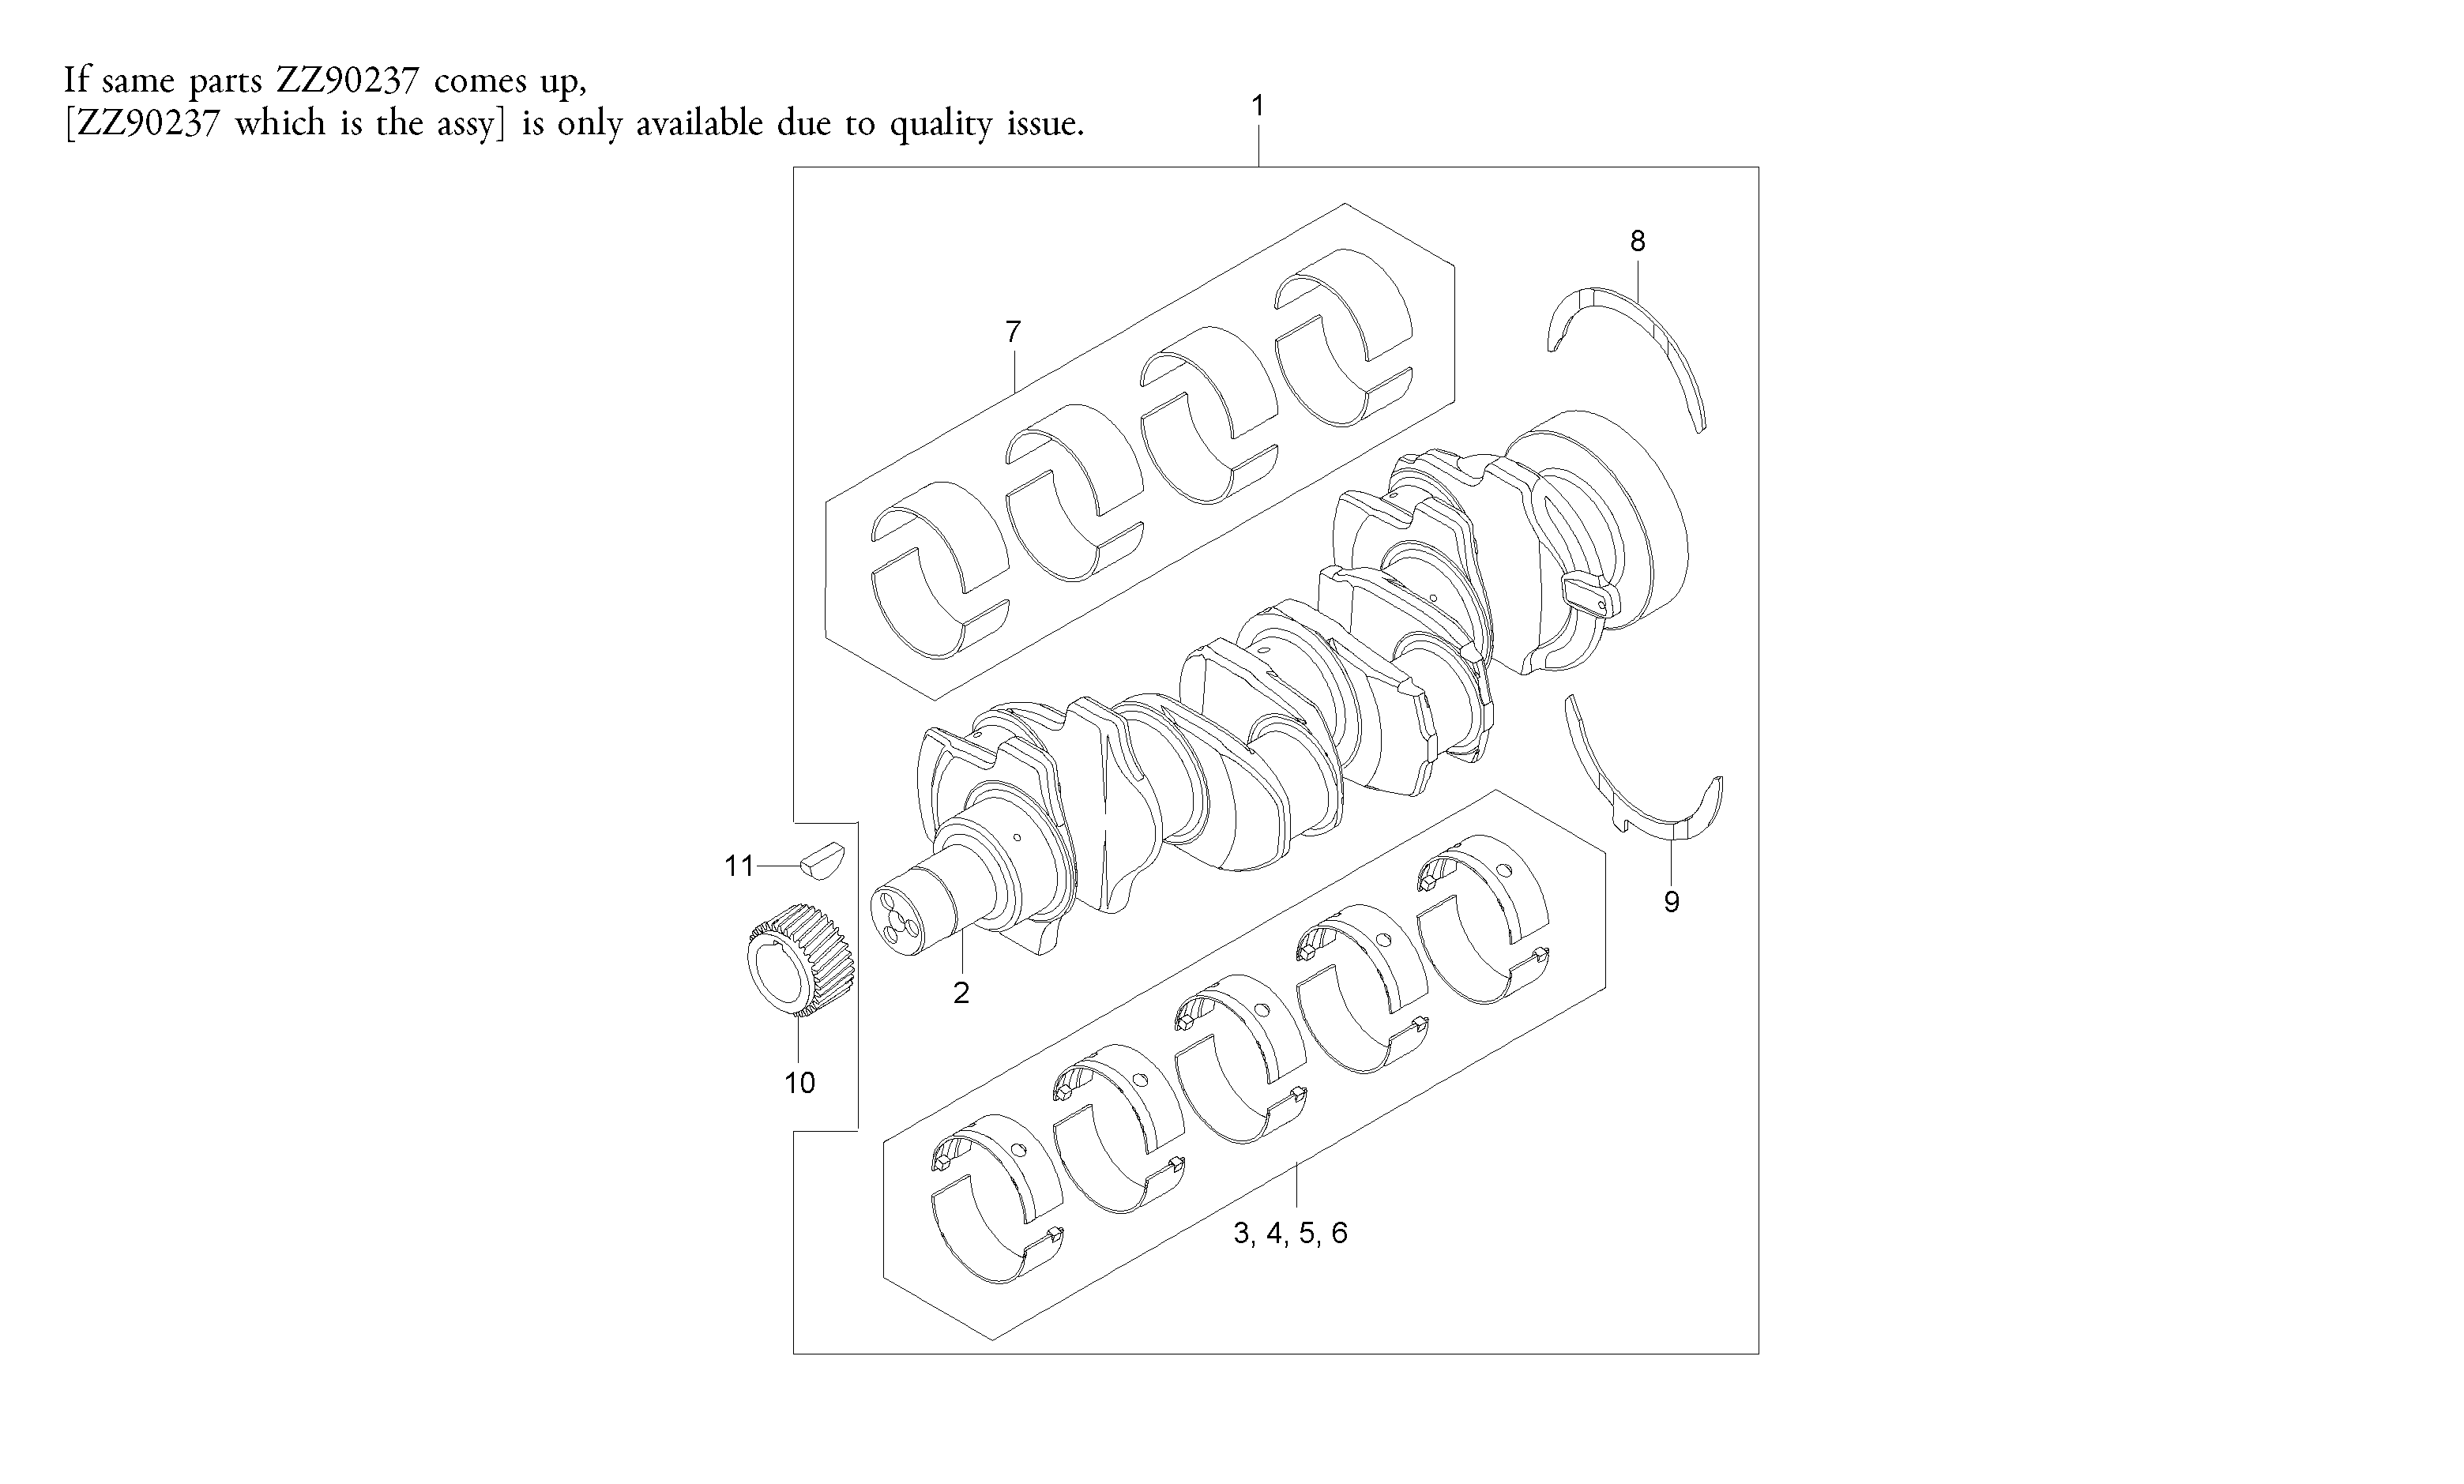 If same parts ZZ90237 comes up,
[ZZ90237 which is the assy] is only available due to quality issue.
1
8
7
11
9
2
10
3, 4, 5, 6